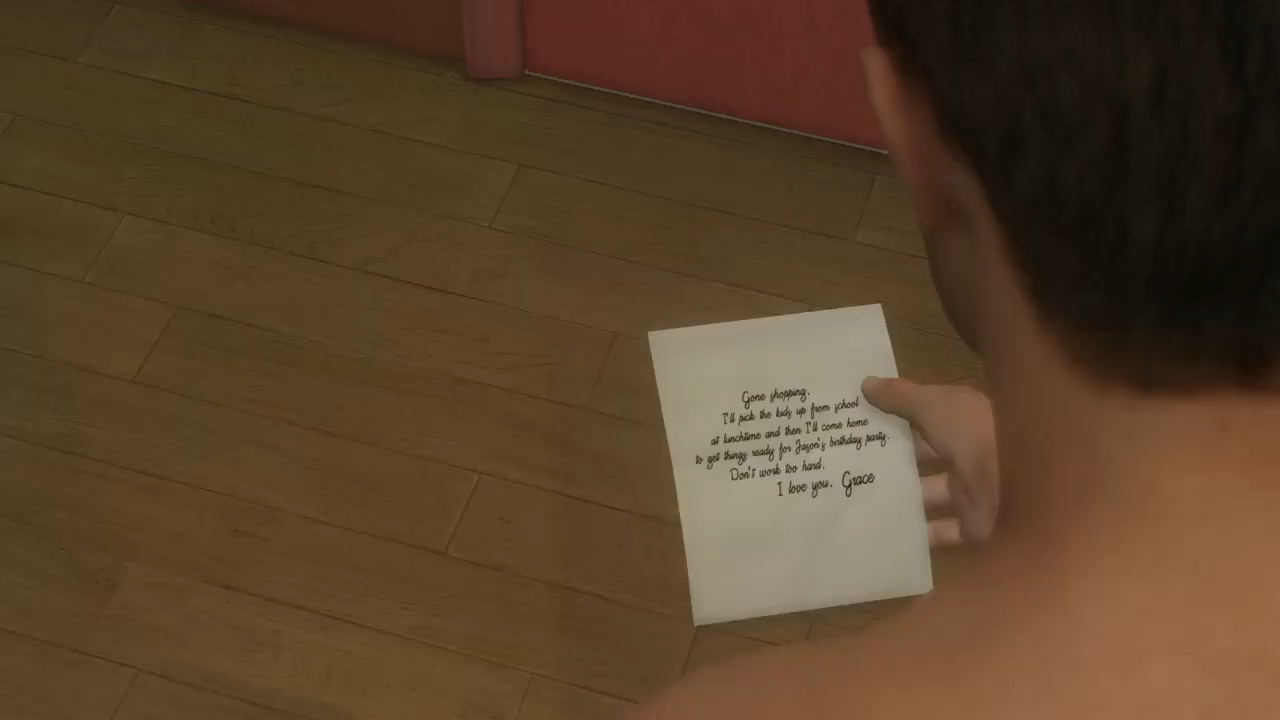 Gone shopping.
I'll pick the kids up from school
at lunchtime and then I'll come home
to get things ready for Jason's birthday party.
Don't work too hard.
I love you. Grace